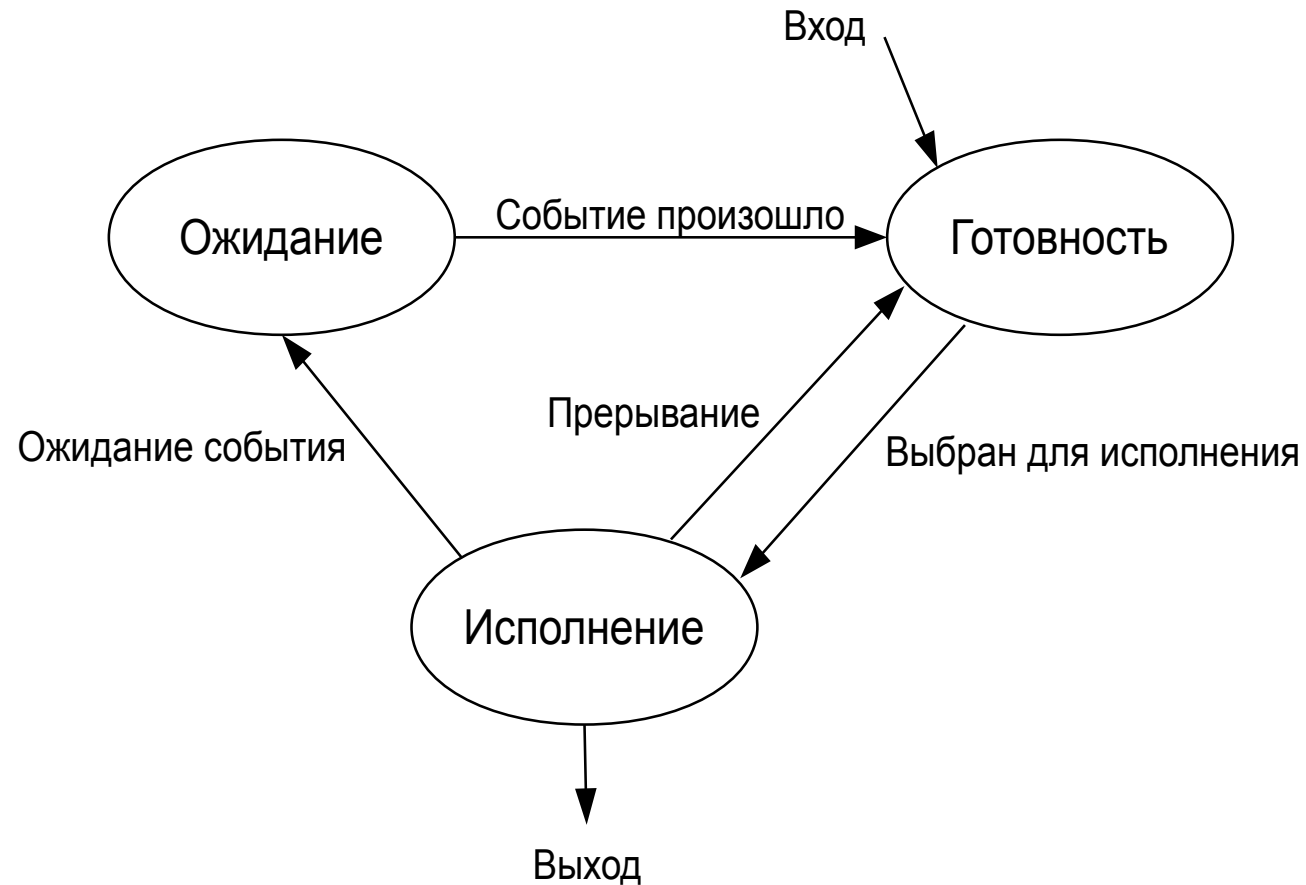 Вход
Событие произошло
Ожидание
Готовность
Прерывание
Ожидание события
Выбран для исполнения
Исполнение
Выход